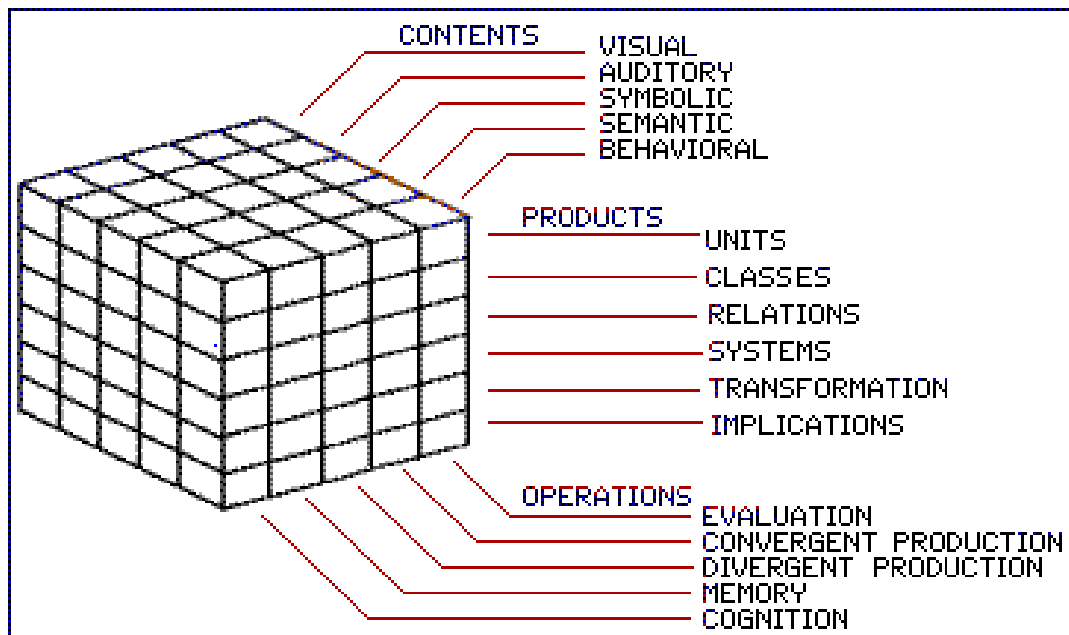 CONTENTS
VISUAL
AUDITORY
SYMBOLIC
SEMANTIC
BEHAVIORAL
PRODUCTS
UNITS
CLASSES
RELATIONS
SYSTEMS
TRANSFORMATION
IMPLICATIONS
OPERATIONS
EVALUATION
CONVERGENT PRODUCTION
DIVERGENT PRODUCTION
MEMORY
COGNITION